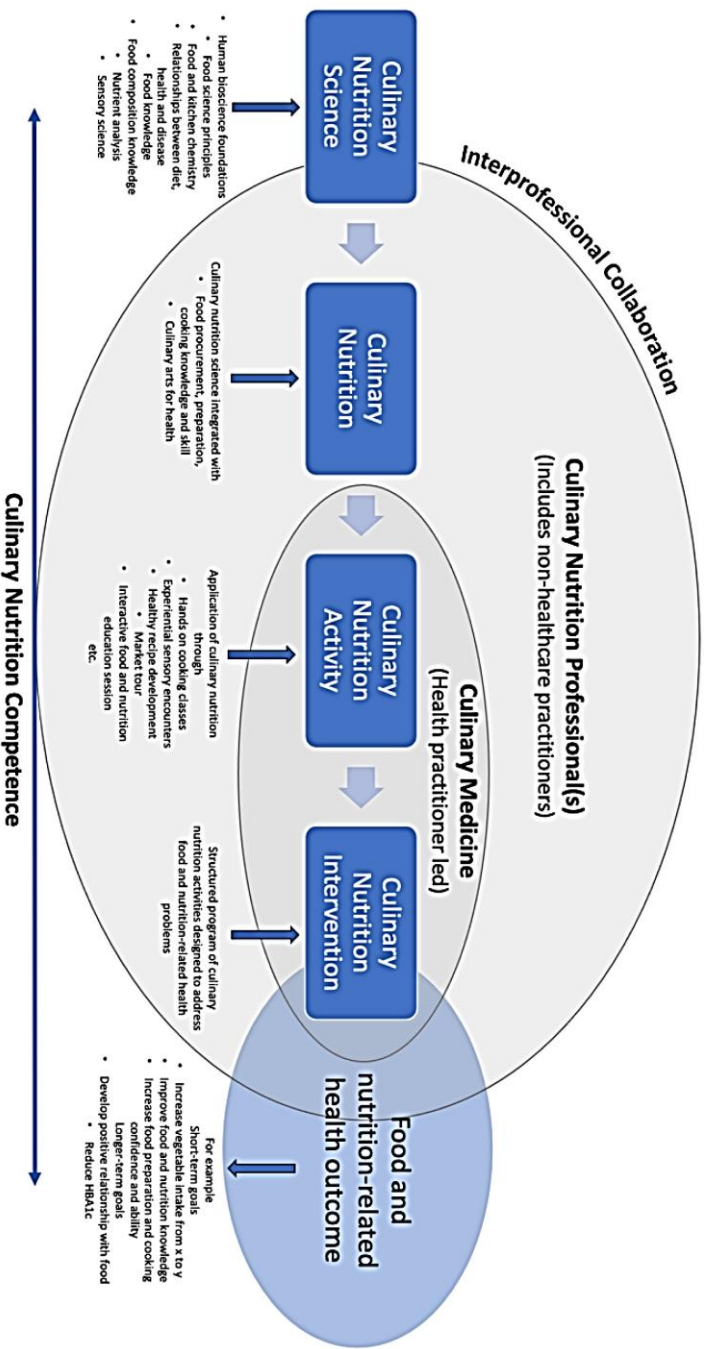 Interprofessional Collaboration
Culinary Nutrition Professional(s)
(Includes non-healthcare practitioners)
Culinary Medicine
(Health practitioner led)
Culinary
Nutrition
Science
Culinary
Nutrition
Culinary
Nutrition
Activity
Culinary
Nutrition
Intervention
Food and
nutrition-related
health outcome
• Human bioscience foundations
• Food science principles
• Food and kitchen chemistry
• Relationships between diet,
health and disease
• Food knowledge
• Food composition knowledge
• Nutrient analysis
• Sensory science
Culinary nutrition science integrated with
• Food procurement, preparation,
cooking knowledge and skill
• Culinary arts for health
Application of culinary nutrition
through
• Hands on cooking classes
• Experiential sensory encounters
• Healthy recipe development
• Market tour
• Interactive food and nutrition
education session
etc.
Structured program of culinary
nutrition activities designed to address
food and nutrition-related health
problems
For example
Short-term goals
• Increase vegetable intake from x to y
• Improve food and nutrition knowledge
• Increase food preparation and cooking
confidence and ability
Longer-term goals
• Develop positive relationship with food
• Reduce HBA1c
Culinary Nutrition Competence